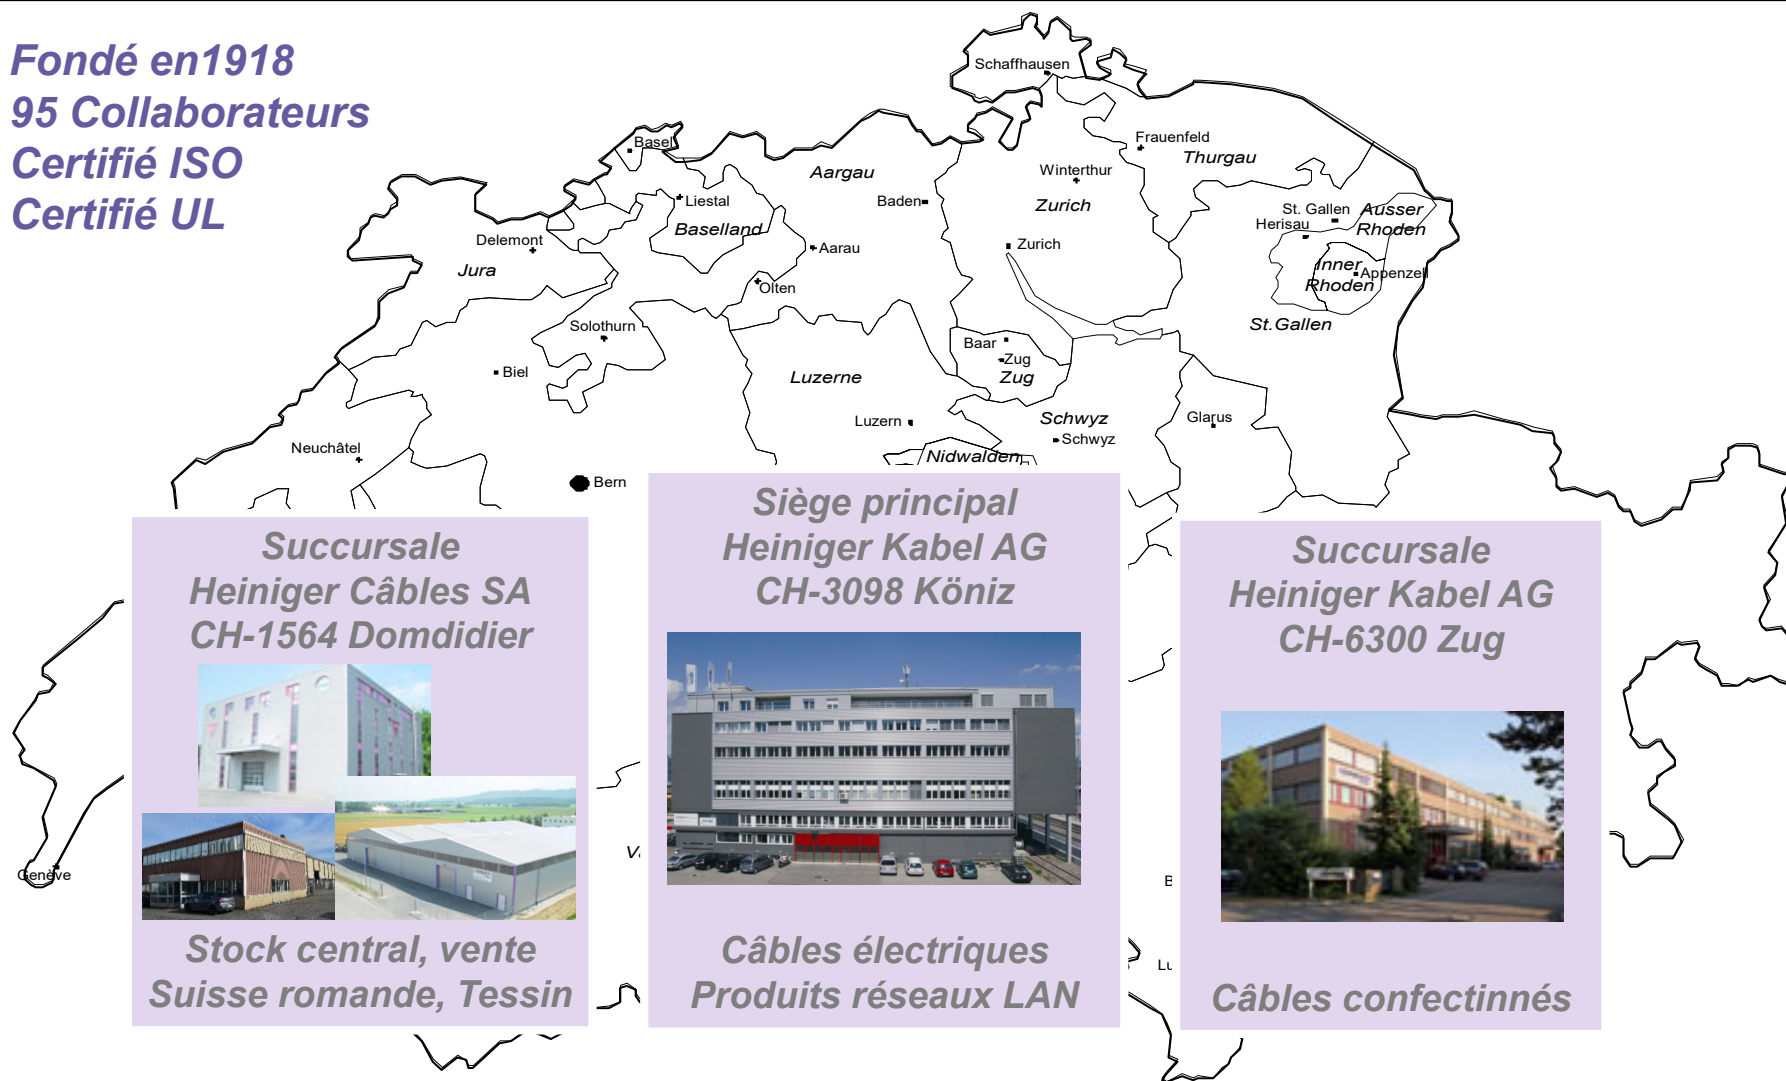 Fondé en1918
95 Collaborateurs
Certifié ISO
Certifié UL
Schaffhausen
Basel
Frauenfeld
Thurgau
Aargau
Winterthur
Baden
Zurich
Liestal
Baselland
St. Gallen
Ausser
Rhoden
Herisau
Delemont
Aarau
Zurich
Jura
Inner
Rhoden
Appenzell
Olten
St.Gallen
Solothurn
Baar
Zug
Zug
Biel
Luzerne
Luzern
Schwyz
Schwyz
Glarus
Neuchâtel
Nidwalden
Bern
Genève
Succursale
Heiniger Câbles SA
CH-1564 Domdidier
Stock central, vente
Suisse romande, Tessin
Siège principal
Heiniger Kabel AG
CH-3098 Köniz
Câbles électriques
Produits réseaux LAN
Succursale
Heiniger Kabel AG
CH-6300 Zug
Câbles confectinnés
B
Lu